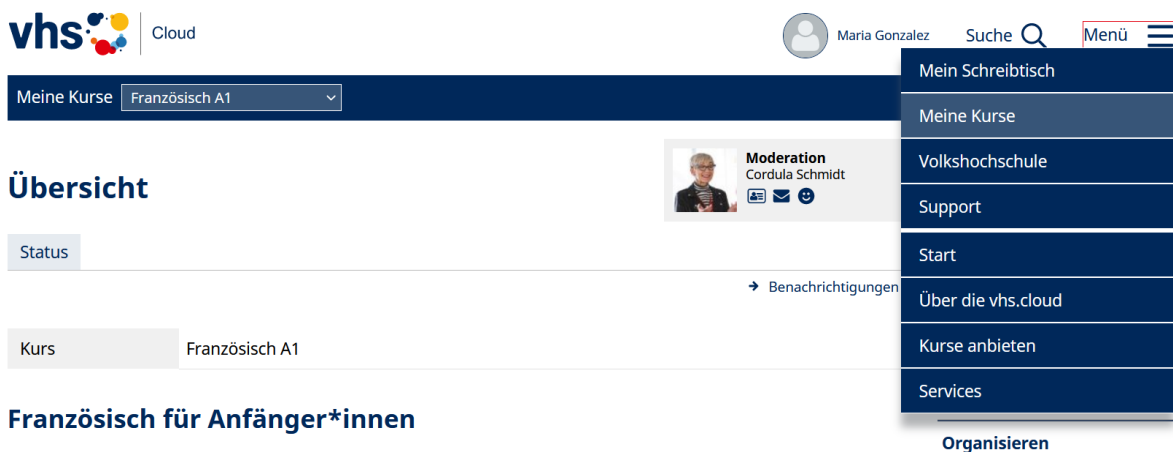 vhs Cloud
Maria Gonzalez
Suche
Menü
Meine Kurse Französisch A1
Mein Schreibtisch
Meine Kurse
Volkshochschule
Support
Start
Über die vhs.cloud
Kurse anbieten
Services
Übersicht
Moderation
Cordula Schmidt
Status
Benachrichtigungen
Kurs Französisch A1
Französisch für Anfänger*innen
Organisieren